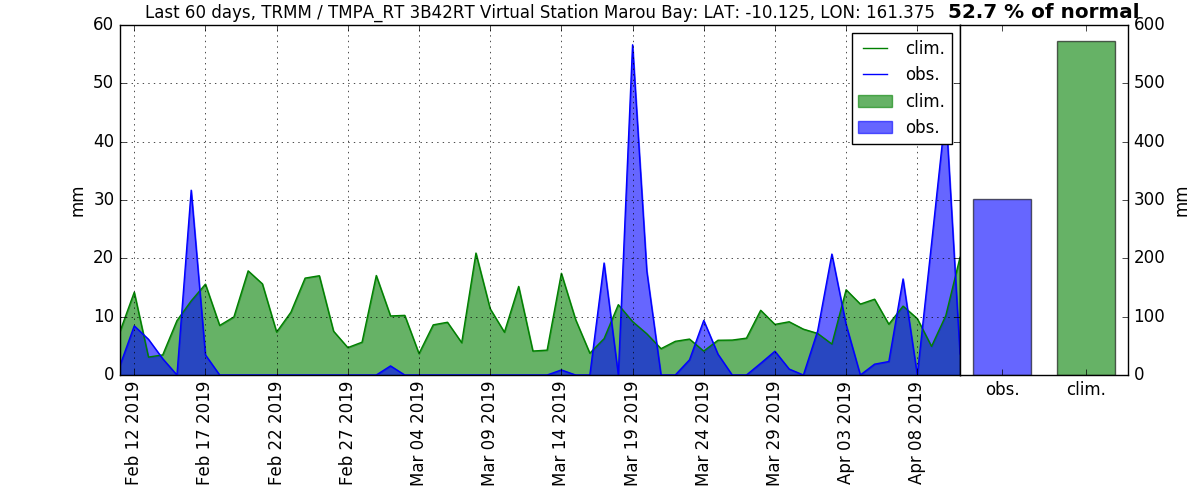 Last 60 days, TRMM / TMPA_RT 3B42RT Virtual Station Marou Bay: LAT: -10.125, LON: 161.375
52.7 % of normal
60
50
40
30
20
10
0
mm
clim.
obs.
clim.
obs.
600
500
400
300
200
100
0
mm
obs.
clim.
Feb 12 2019
Feb 17 2019
Feb 22 2019
Feb 27 2019
Mar 04 2019
Mar 09 2019
Mar 14 2019
Mar 19 2019
Mar 24 2019
Mar 29 2019
Apr 03 2019
Apr 08 2019